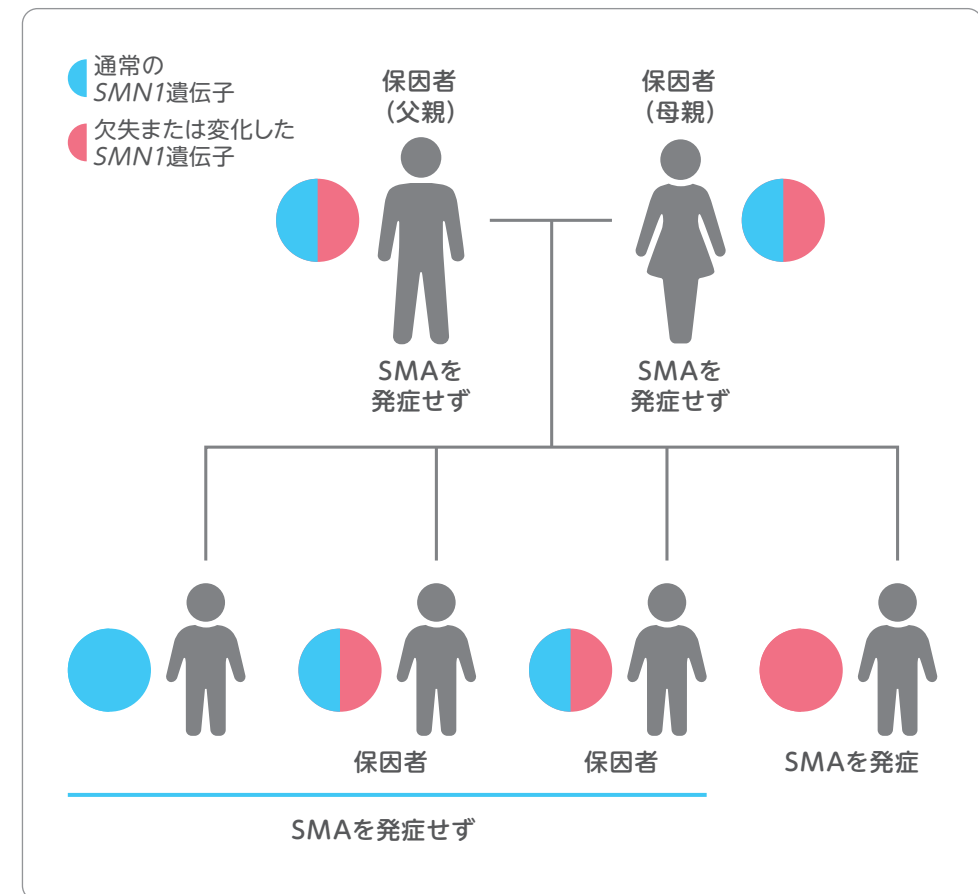 通常の
SMN1遺伝子
欠失または変化した
SMN1遺伝子
保因者
（父親）
保因者
（母親）
SMAを
発症せず
SMAを
発症せず
保因者
保因者
SMAを発症
SMAを発症せず